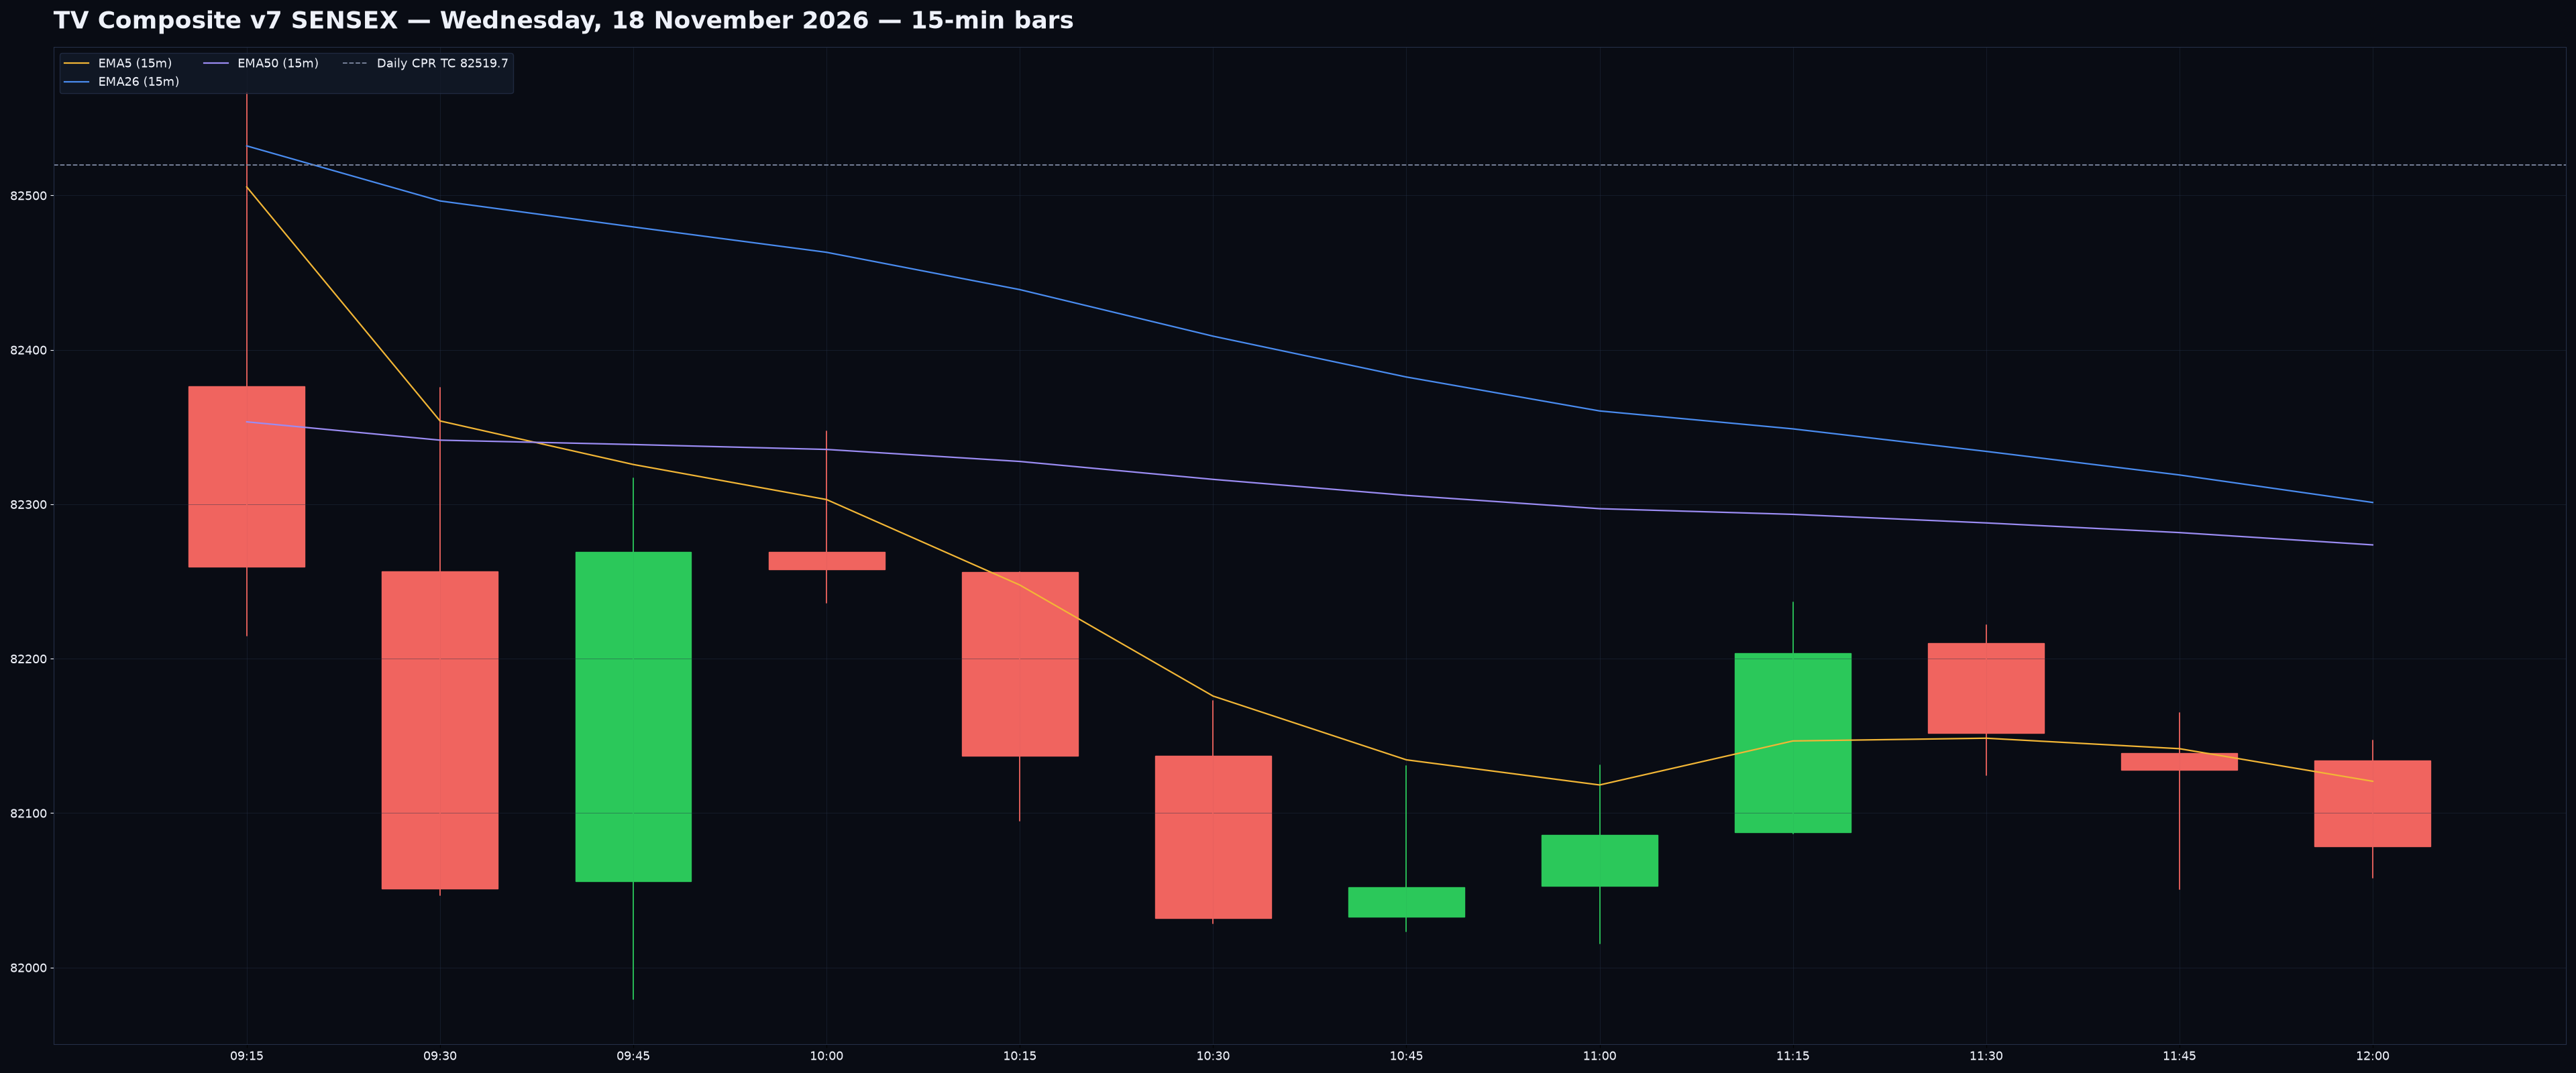 TV Composite v7 SENSEX — Wednesday, 18 November 2026 — 15-min bars
EMA5 (15m) EMA50 (15m) Daily CPR TC 82519.7
EMA26 (15m)
82500
82400
82300
82200
82100
82000
09:15 09:30 09:45 10:00 10:15 10:30 10:45 11:00 11:15 11:30 11:45 12:00